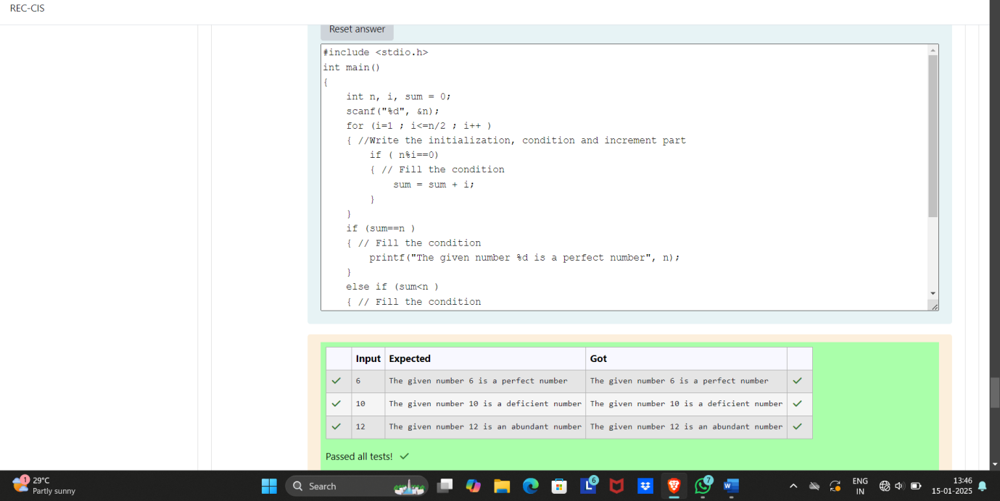 REC-CIS
Reset answer
#include <stdio.h>
int main()
{
    int n, i, sum = 0;
    scanf("%d", &n);
    for (i=1 ; i<=n/2 ; i++ )
    { //Write the initialization, condition and increment part
        if ( n%i==0)
        { // Fill the condition
            sum = sum + i;
        }
    }
    if (sum==n )
    { // Fill the condition
        printf("The given number %d is a perfect number", n);
    }
    else if (sum<n )
    { // Fill the condition
Input Expected Got
6 The given number 6 is a perfect number The given number 6 is a perfect number
10 The given number 10 is a deficient number The given number 10 is a deficient number
12 The given number 12 is an abundant number The given number 12 is an abundant number
Passed all tests!
1 29°C
Partly sunny
Search
L 6
7
W
ENG
IN
13:46
15-01-2025